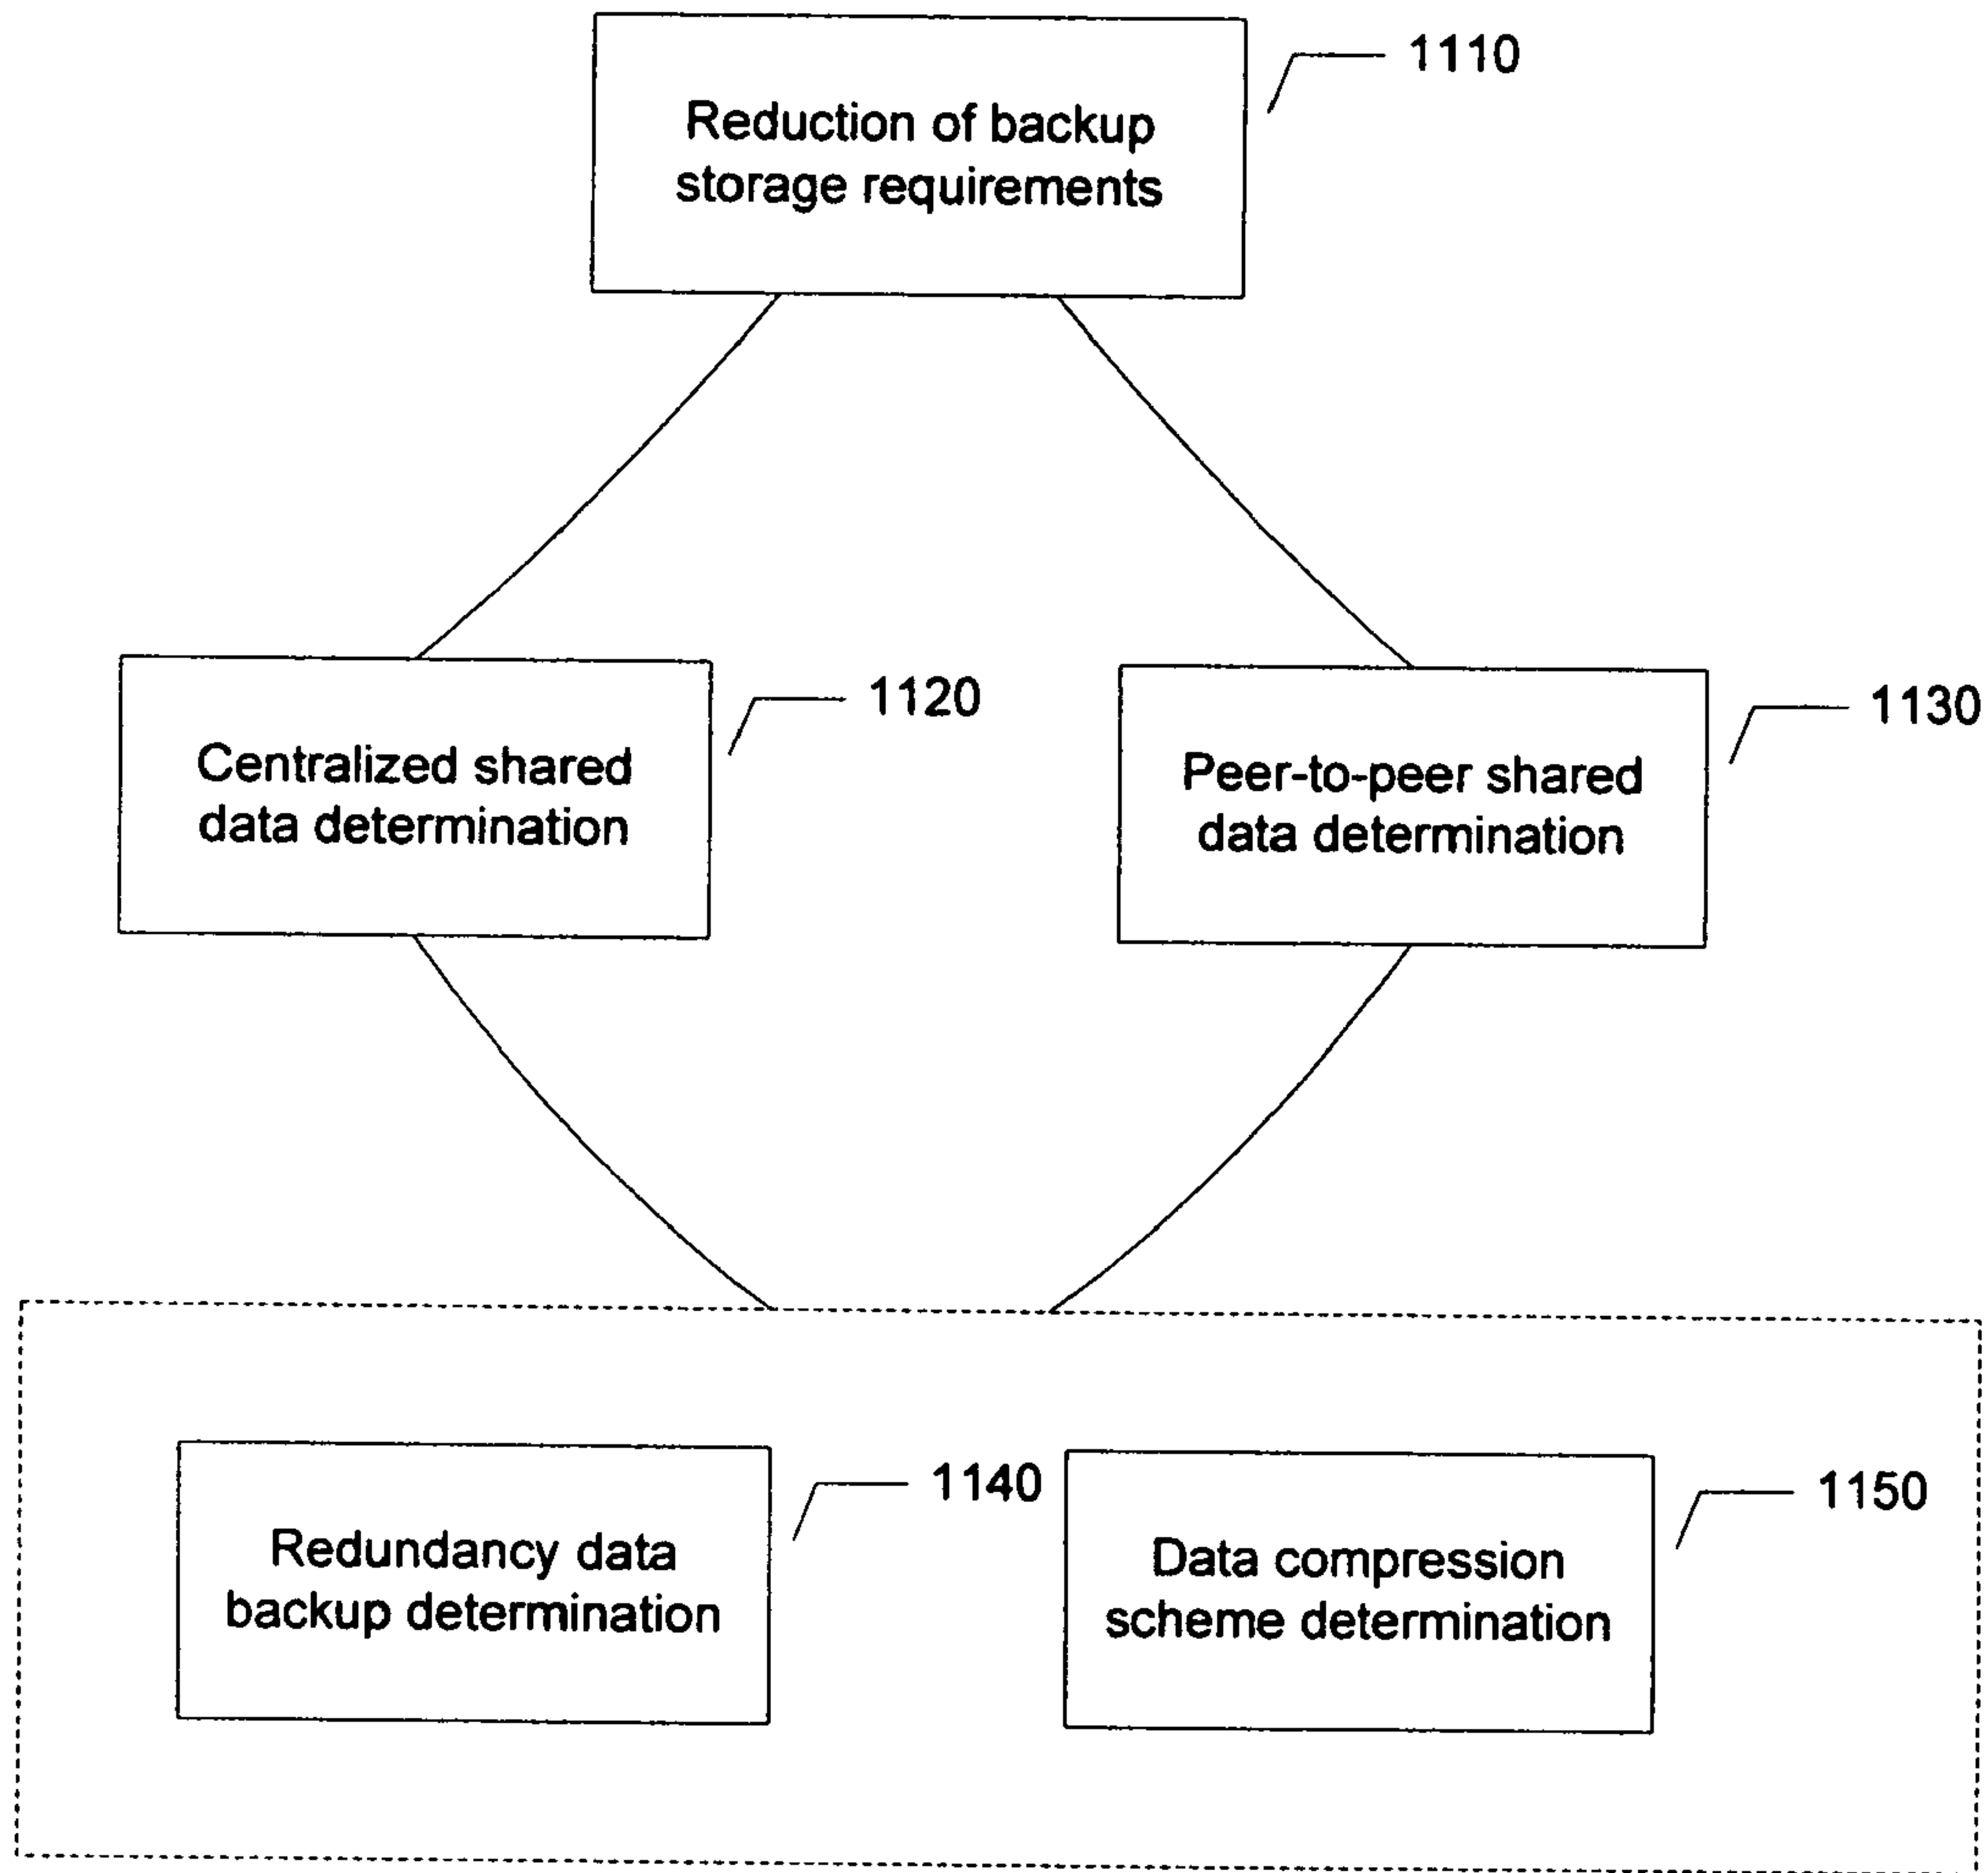 1110
Reduction of backup
storage requirements
1120
Centralized shared
data determination
1130
Peer-to-peer shared
data determination
1140
Redundancy data
backup determination
1150
Data compression
scheme determination